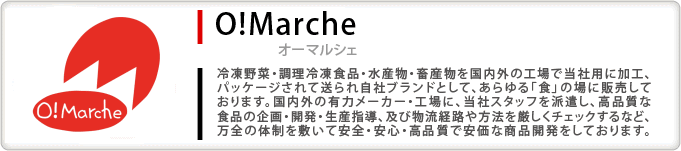 O!Marche
オーマルシェ
O!Marche
冷凍野菜・調理冷凍食品・水産物・畜産物を国内外の工場で当社用に加工、
パッケージされて送られ自社ブランドとして、あらゆる「食」の場に販売して
おります。国内外の有力メーカー・工場に、当社スタッフを派遣し、高品質な
食品の企画・開発・生産指導、及び物流経路や方法を厳しくチェックするなど、
万全の体制を敷いて安全・安心・高品質で安価な商品開発をしております。